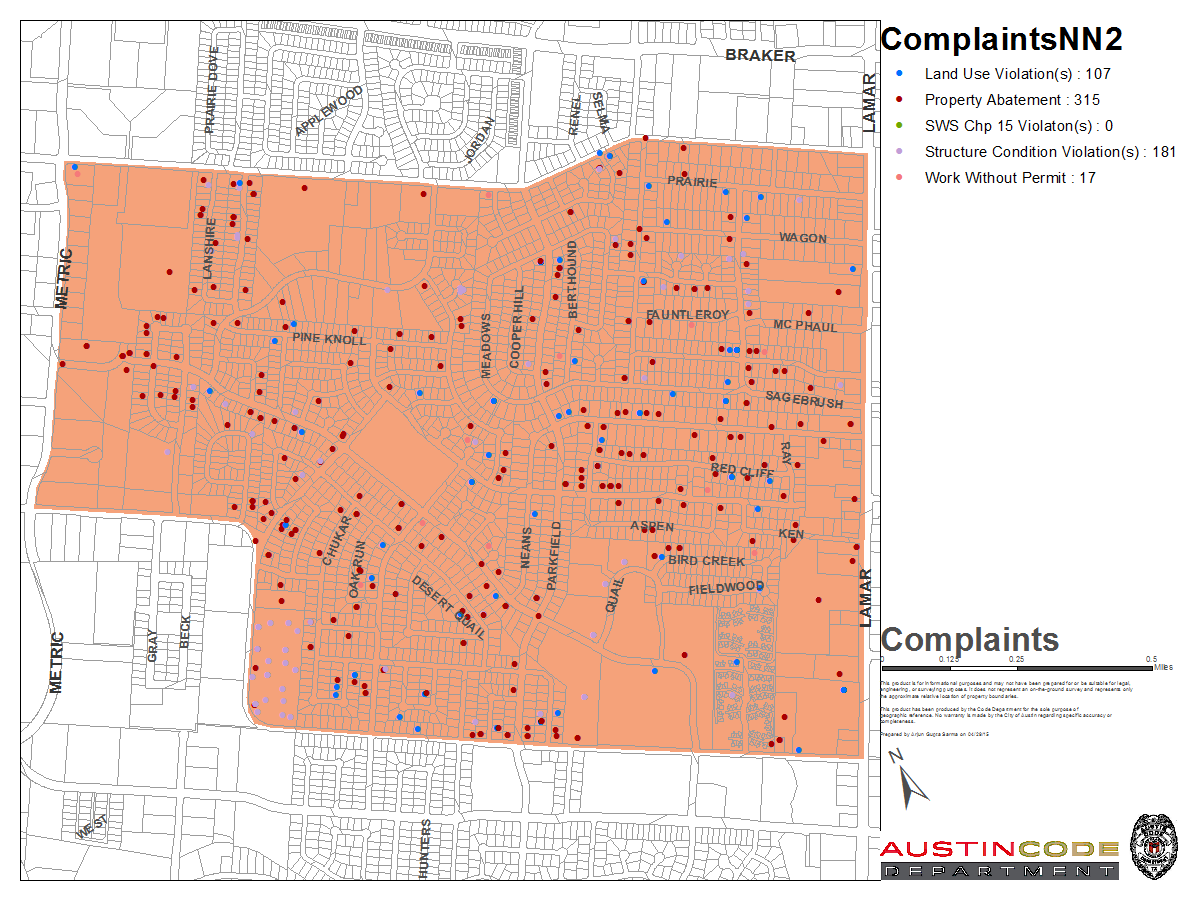 ComplaintsNN2
Land Use Violation(s) : 107
Property Abatement : 315
SWS Chp 15 Violaton(s) : 0
Structure Condition Violation(s) : 181
Work Without Permit : 17
BRAKER
LAMAR
PRAIRIE DOVE
APPLEWOOD
JORDAN
RENEL
SELMA
PRAIRIE
WAGON
LANSHIRE
METRIC
BERTHOUND
COOPER HILL
MEADOWS
FAUNTLEROY
MC PHAUL
PINE KNOLL
SAGEBRUSH
RAY
RED CLIFF
ASPEN
KEN
CHUKAR
OAK RUN
NEANS
PARKFIELD
BIRD CREEK
FIELDWOOD
QUAIL
DESERT QUAIL
LAMAR
GRAY
BECK
METRIC
WEST
HUNTERS
Complaints
0 0.125 0.25 0.5
Miles
This product is for informational purposes and may not have been prepared for or be suitable for legal,
engineering, or surveying purposes. It does not represent an on-the-ground survey and represents only
the approximate relative location of property boundaries.
This product has been produced by the Code Department for the sole purpose of
geographic reference. No warranty is made by the City of Austin regarding specific accuracy or
completeness.
Prepared by Arjun Gupta Sarma on 04/28/15
N
AUSTINCODE
DEPARTMENT